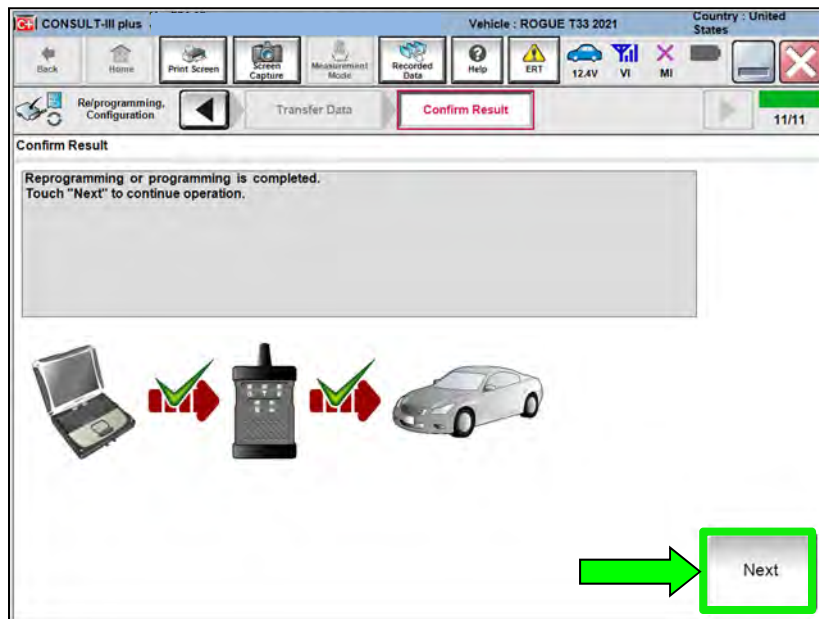 CONSULT-III plus
Vehicle : ROGUE T33 2021
Country : United States
Back
Home
Print Screen
Screen Capture
Measurement Mode
Recorded Data
Help
ERT
12.4V
VI
MI
Re/programming, Configuration
Transfer Data
Confirm Result
11/11
Confirm Result
Reprogramming or programming is completed.
Touch "Next" to continue operation.
Next